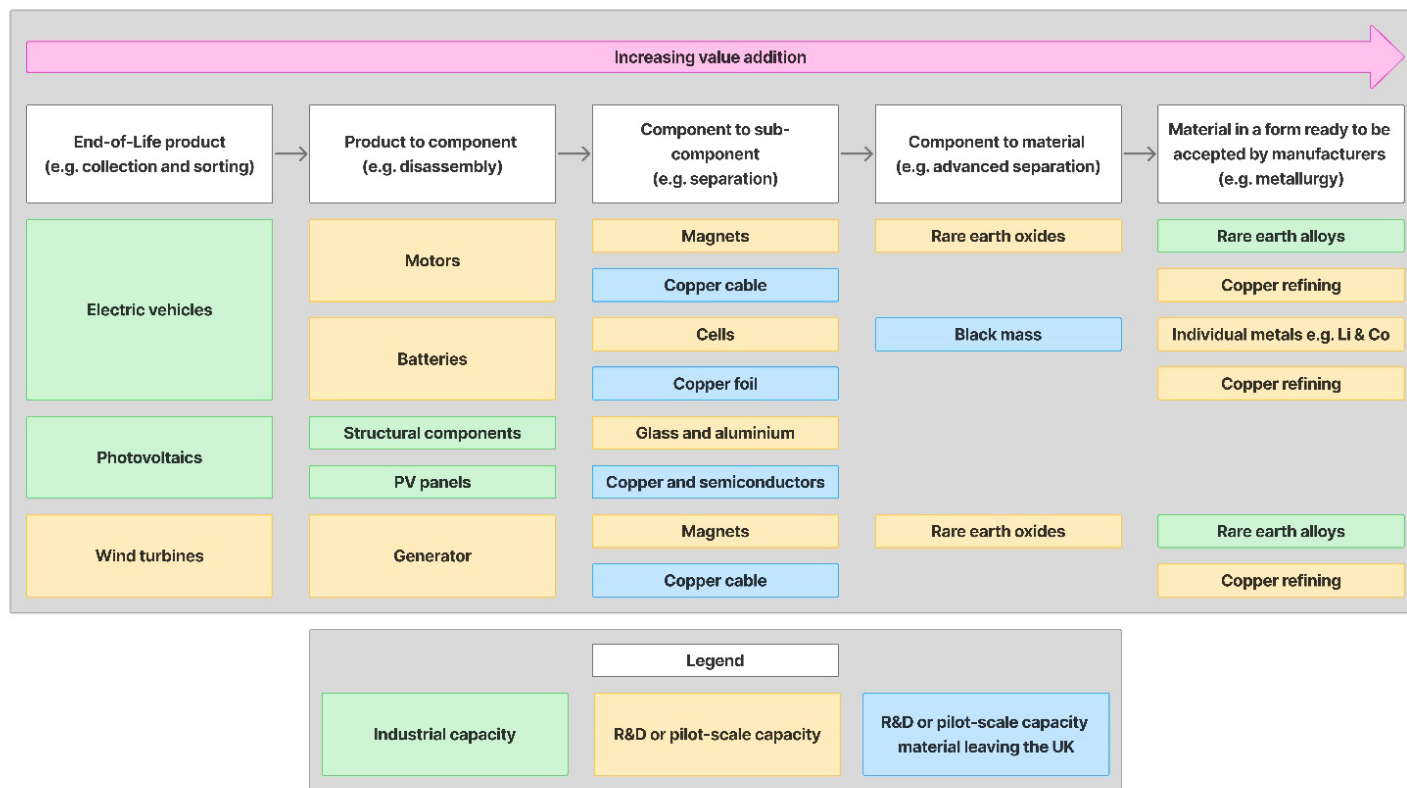 Increasing value addition
End-of-Life product
(e.g. collection and sorting)
Product to component
(e.g. disassembly)
Component to sub-
component
(e.g. separation)
Component to material
(e.g. advanced separation)
Material in a form ready to be
accepted by manufacturers
(e.g. metallurgy)
Electric vehicles
Motors
Magnets
Rare earth oxides
Rare earth alloys
Copper cable
Copper refining
Batteries
Cells
Black mass
Individual metals e.g. Li & Co
Copper foil
Copper refining
Photovoltaics
Structural components
Glass and aluminium
PV panels
Copper and semiconductors
Wind turbines
Generator
Magnets
Rare earth oxides
Rare earth alloys
Copper cable
Copper refining
Legend
Industrial capacity
R&D or pilot-scale capacity
R&D or pilot-scale capacity
material leaving the UK